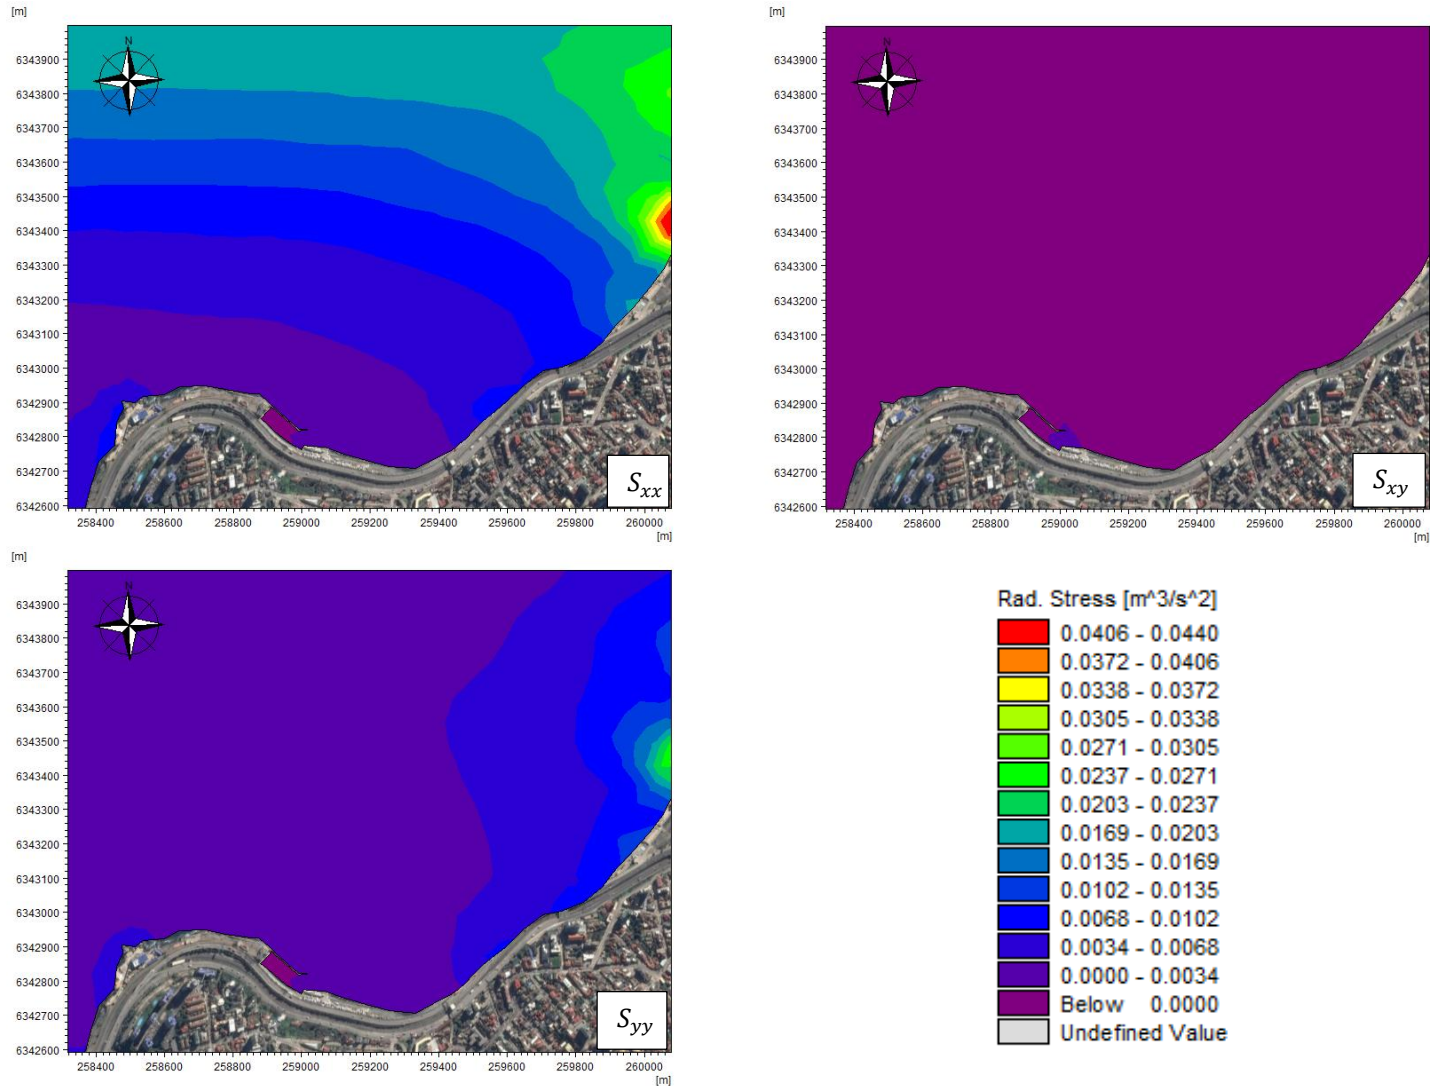 [m]
N
6343900
6343800
6343700
6343600
6343500
6343400
6343300
6343200
6343100
6343000
6342900
6342800
6342700
6342600
S_xx
258400 258600 258800 259000 259200 259400 259600 259800 260000
[m]
[m]
N
6343900
6343800
6343700
6343600
6343500
6343400
6343300
6343200
6343100
6343000
6342900
6342800
6342700
6342600
S_xy
258400 258600 258800 259000 259200 259400 259600 259800 260000
[m]
[m]
N
6343900
6343800
6343700
6343600
6343500
6343400
6343300
6343200
6343100
6343000
6342900
6342800
6342700
6342600
S_yy
258400 258600 258800 259000 259200 259400 259600 259800 260000
[m]
Rad. Stress [m^3/s^2]
0.0406 - 0.0440
0.0372 - 0.0406
0.0338 - 0.0372
0.0305 - 0.0338
0.0271 - 0.0305
0.0237 - 0.0271
0.0203 - 0.0237
0.0169 - 0.0203
0.0135 - 0.0169
0.0102 - 0.0135
0.0068 - 0.0102
0.0034 - 0.0068
0.0000 - 0.0034
Below 0.0000
Undefined Value